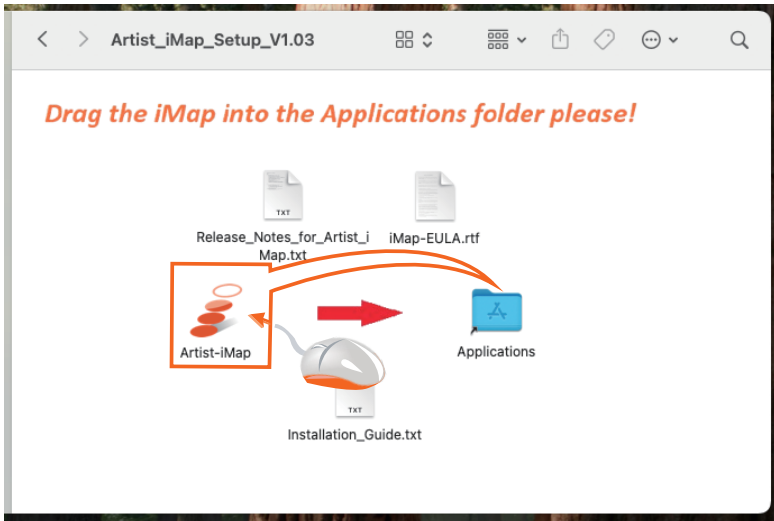 Artist_iMap_Setup_V1.03
Drag the iMap into the Applications folder please!
TXT
Release_Notes_for_Artist_i
Map.txt
iMap-EULA.rtf
Artist-iMap
Applications
TXT
Installation_Guide.txt